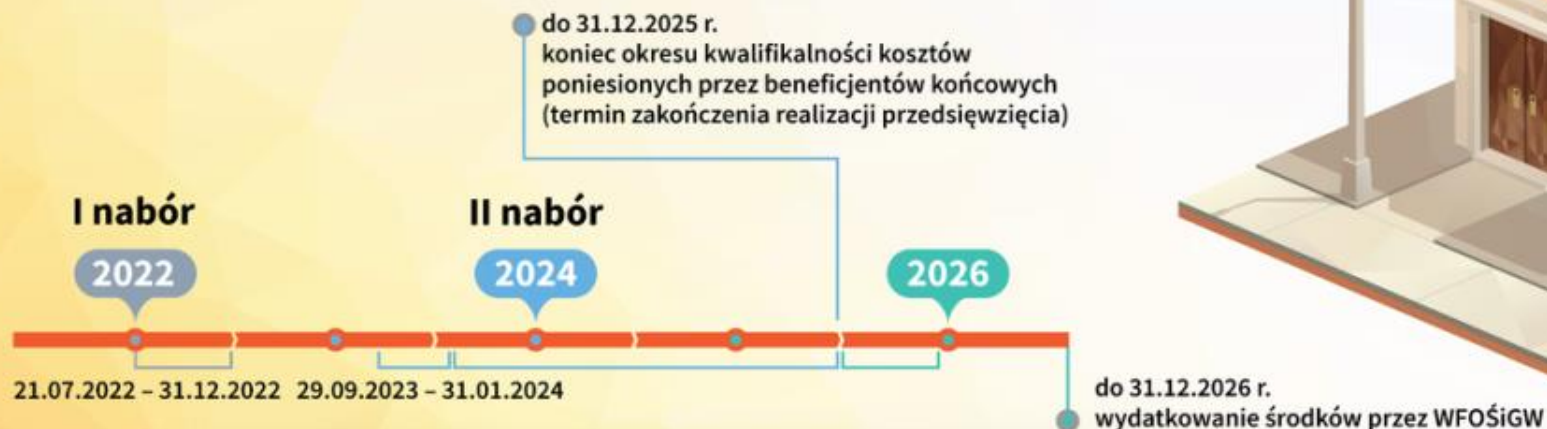 do 31.12.2025 r.
koniec okresu kwalifikalności kosztów
poniesionych przez beneficjentów końcowych
(termin zakończenia realizacji przedsięwzięcia)
I nabór
II nabór
2022
2024
2026
21.07.2022 – 31.12.2022
29.09.2023 – 31.01.2024
do 31.12.2026 r.
wydatkowanie środków przez WFOŚiGW